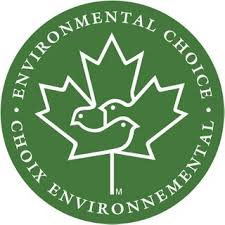 · ENVIRONMENTAL CHOICE ·
CHOIX ENVIRONNEMENTAL
M